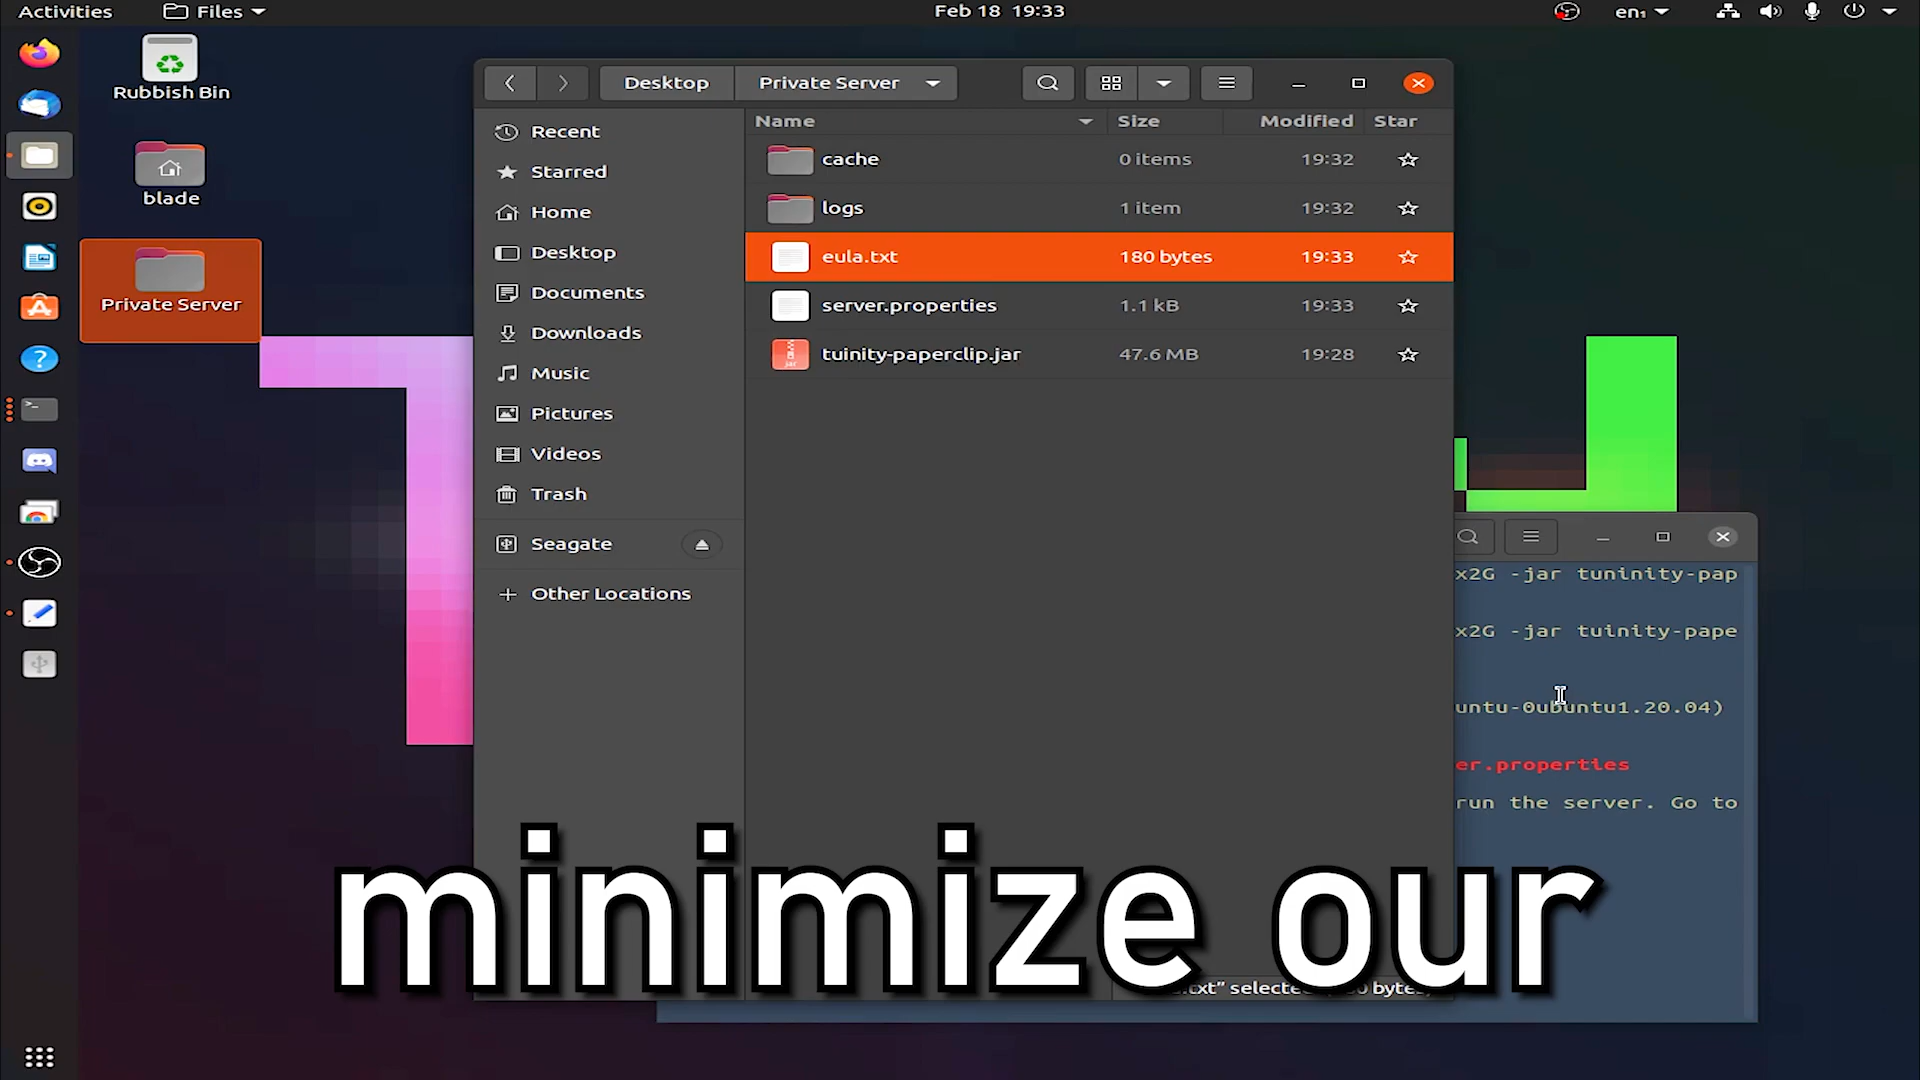 Activities
Files
Feb 18 19:33
en₁
Rubbish Bin
blade
Private Server
Desktop
Private Server
Recent
Starred
Home
Desktop
Documents
Downloads
Music
Pictures
Videos
Trash
Seagate
Other Locations
Name Size Modified Star
cache 0 items 19:32
logs 1 item 19:32
eula.txt 180 bytes 19:33
server.properties 1.1 kB 19:33
tuinity-paperclip.jar 47.6 MB 19:28
x2G -jar tuninity-pap
x2G -jar tuinity-pape
untu-0ubuntu1.20.04)
er.properties
run the server. Go to
minimize our
.txt" selected